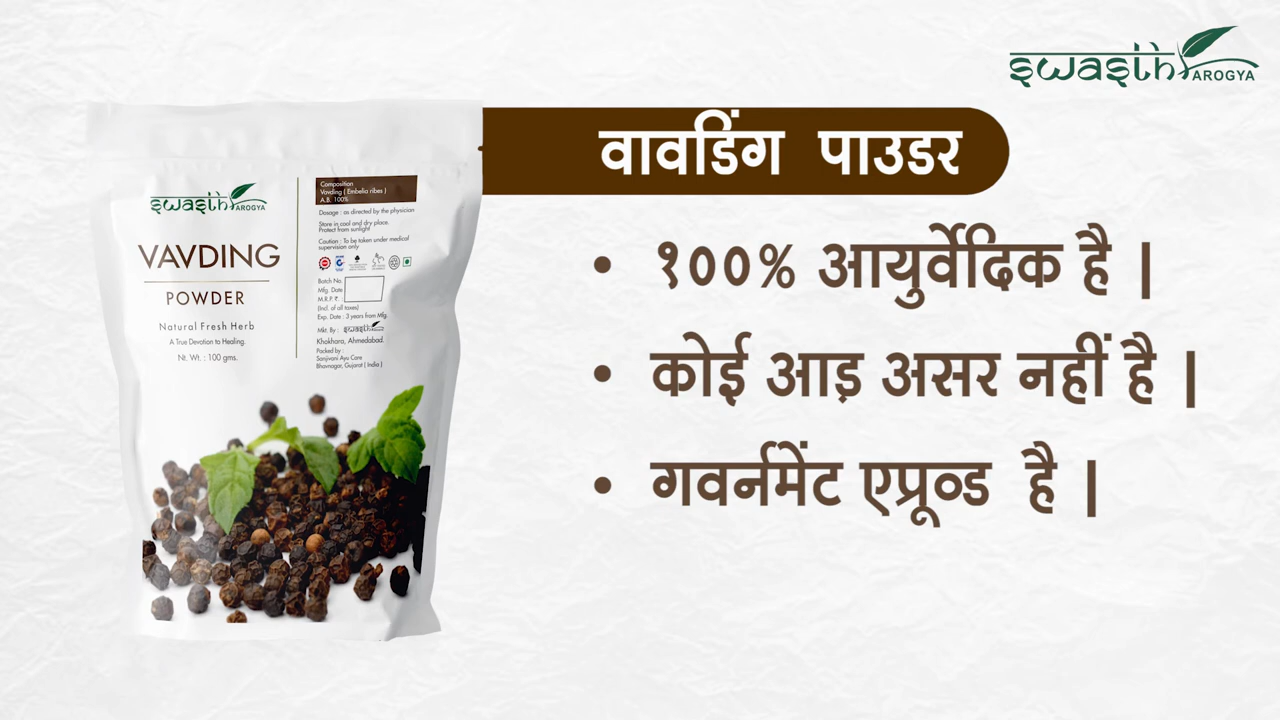 swasth AROGYA
वावडिंग पाउडर
• १००% आयुर्वेदिक है |
• कोई आड़ असर नहीं है |
• गवर्नमेंट एप्रूव्ड है |
swasth AROGYA
VAVDING
POWDER
Natural Fresh Herb
A True Devotion to Healing.
Nt. Wt. : 100 gms.
Composition
Vavding ( Embelia ribes )
A.B. 100%
Dosage : as directed by the physician
Store in cool and dry place.
Protect from sunlight
Caution : To be taken under medical
supervision only
Batch No.
Mfg. Date
M.R.P. ₹.
(Incl. of all taxes)
Exp. Date : 3 years from Mfg.
Mkt. By : swasth
Khokhara, Ahmedabad.
Packed by :
Sanjivani Ayu Care
Bhavnagar, Gujarat ( India )